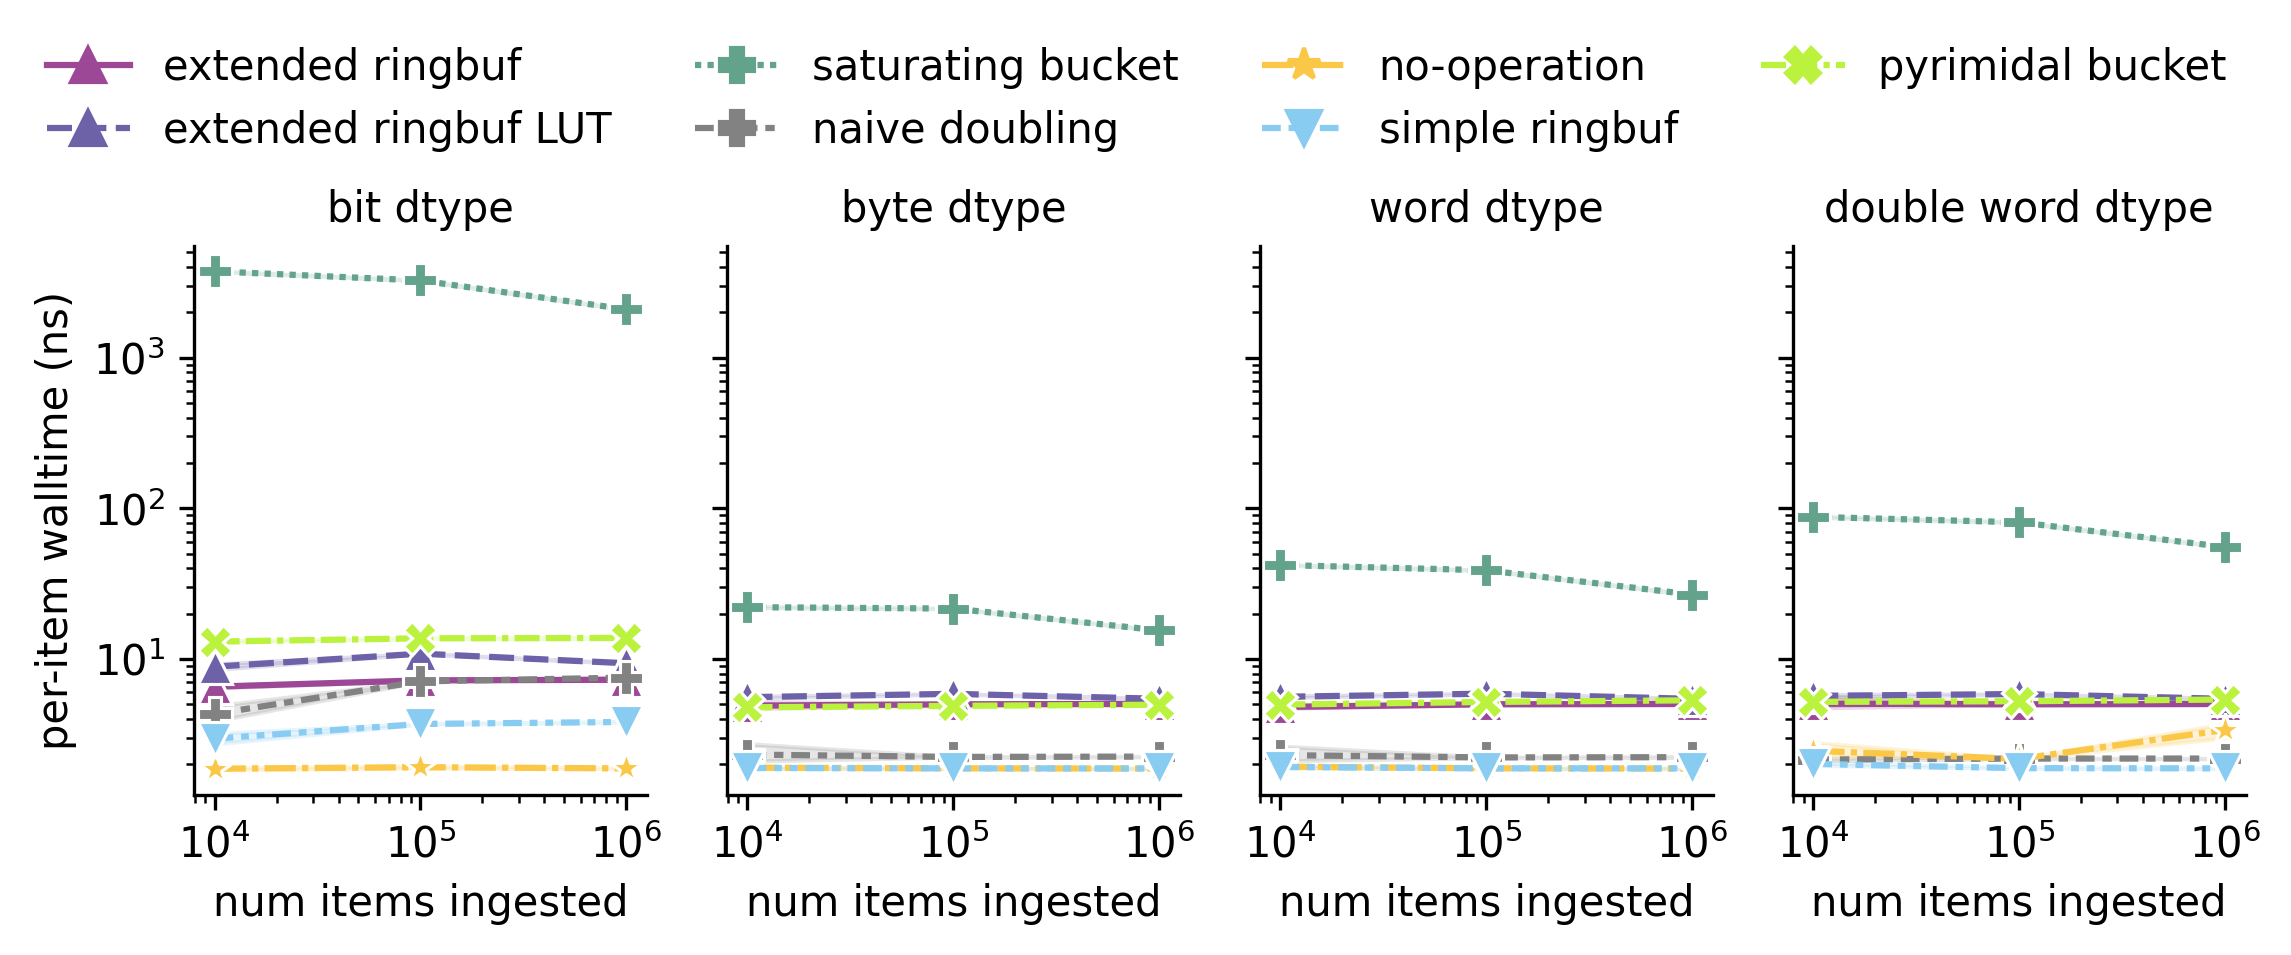 extended ringbuf
saturating bucket
no-operation
pyrimidal bucket
extended ringbuf LUT
naive doubling
simple ringbuf
bit dtype
byte dtype
word dtype
double word dtype
per-item walltime (ns)
10³
10²
10¹
10⁴ 10⁵ 10⁶
10⁴ 10⁵ 10⁶
10⁴ 10⁵ 10⁶
10⁴ 10⁵ 10⁶
num items ingested
num items ingested
num items ingested
num items ingested